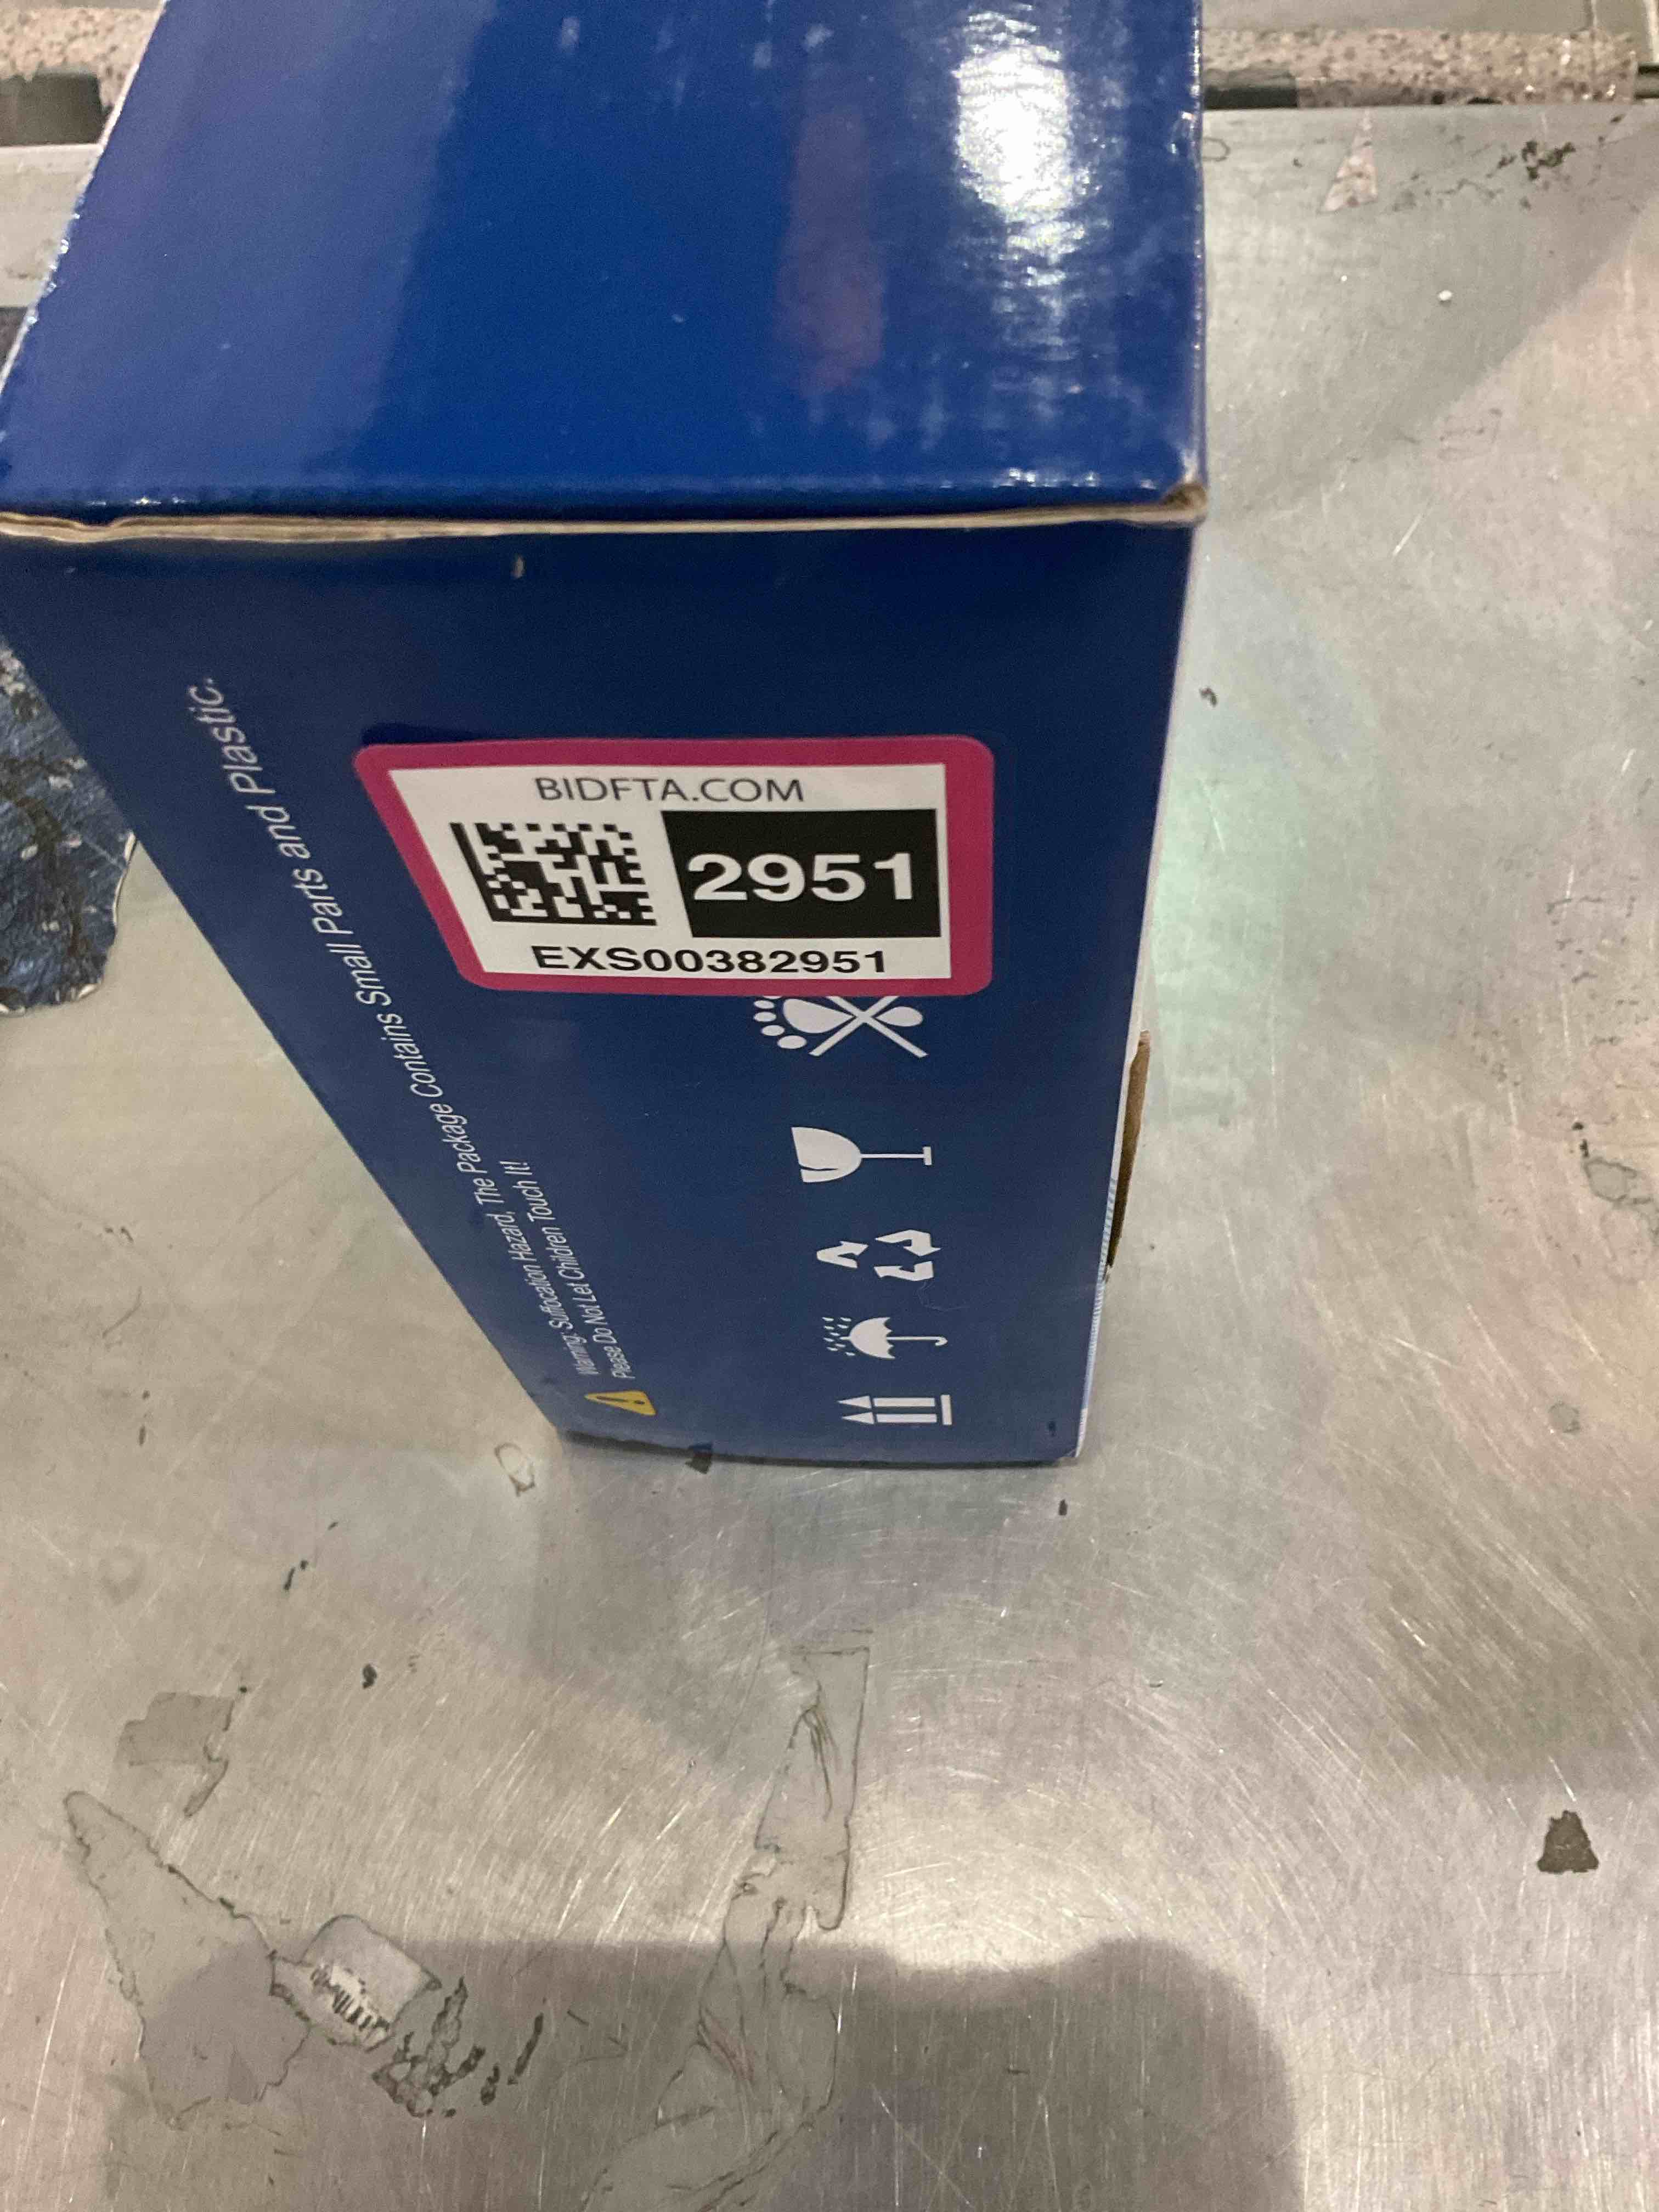 BIDFTA.COM
2951
EXS00382951
Warning: Suffocation Hazard, The Package Contains Small Parts and Plastic.
Please Do Not Let Children Touch It!